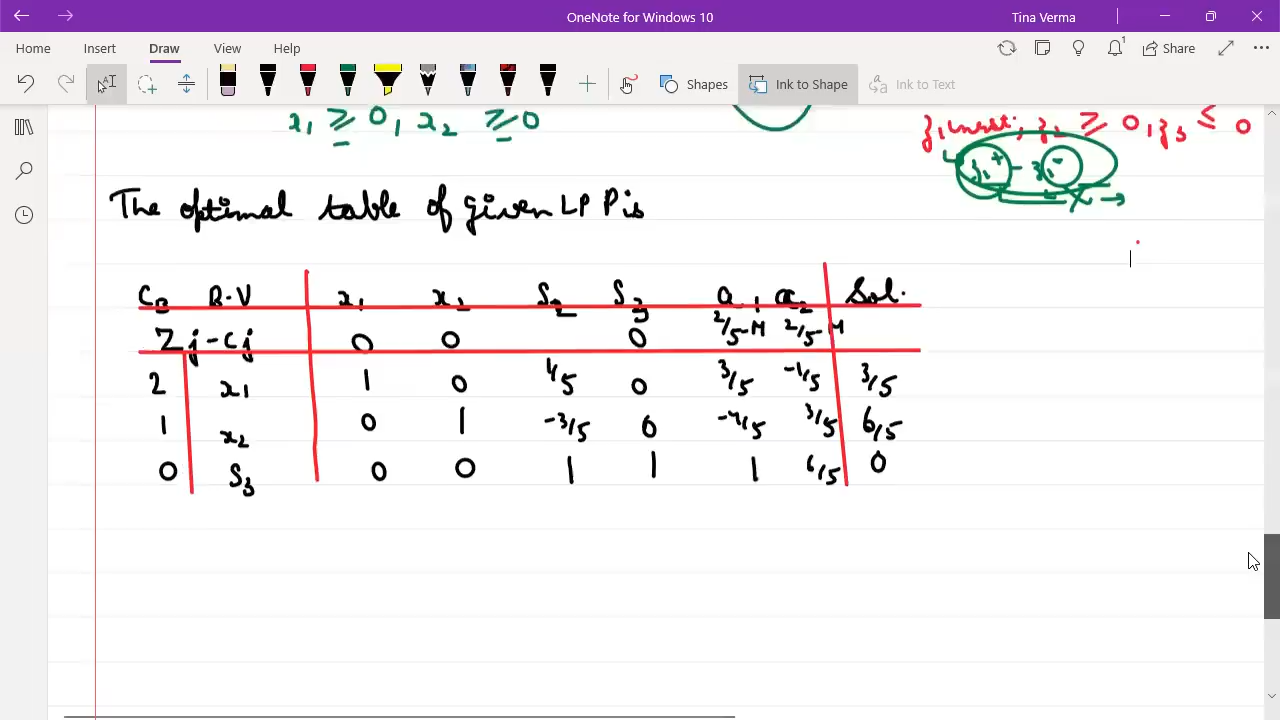 OneNote for Windows 10
Tina Verma
Home Insert Draw View Help
Share
Shapes
Ink to Shape
Ink to Text
x₁ ≥ 0, x₂ ≥ 0
≥ 0, z₃ ≤ 0
The optimal table of given LPP is
C_B B.V x₁ x₂ S₂ S₃ a₁ a₂ Sol.
Zj-Cj 0 0 0 2/5-M 2/5-M
2 x₁ 1 0 1/5 0 3/5 -1/5 3/5
1 x₂ 0 1 -3/5 0 -4/5 3/5 6/5
0 S₃ 0 0 1 1 1 6/5 0